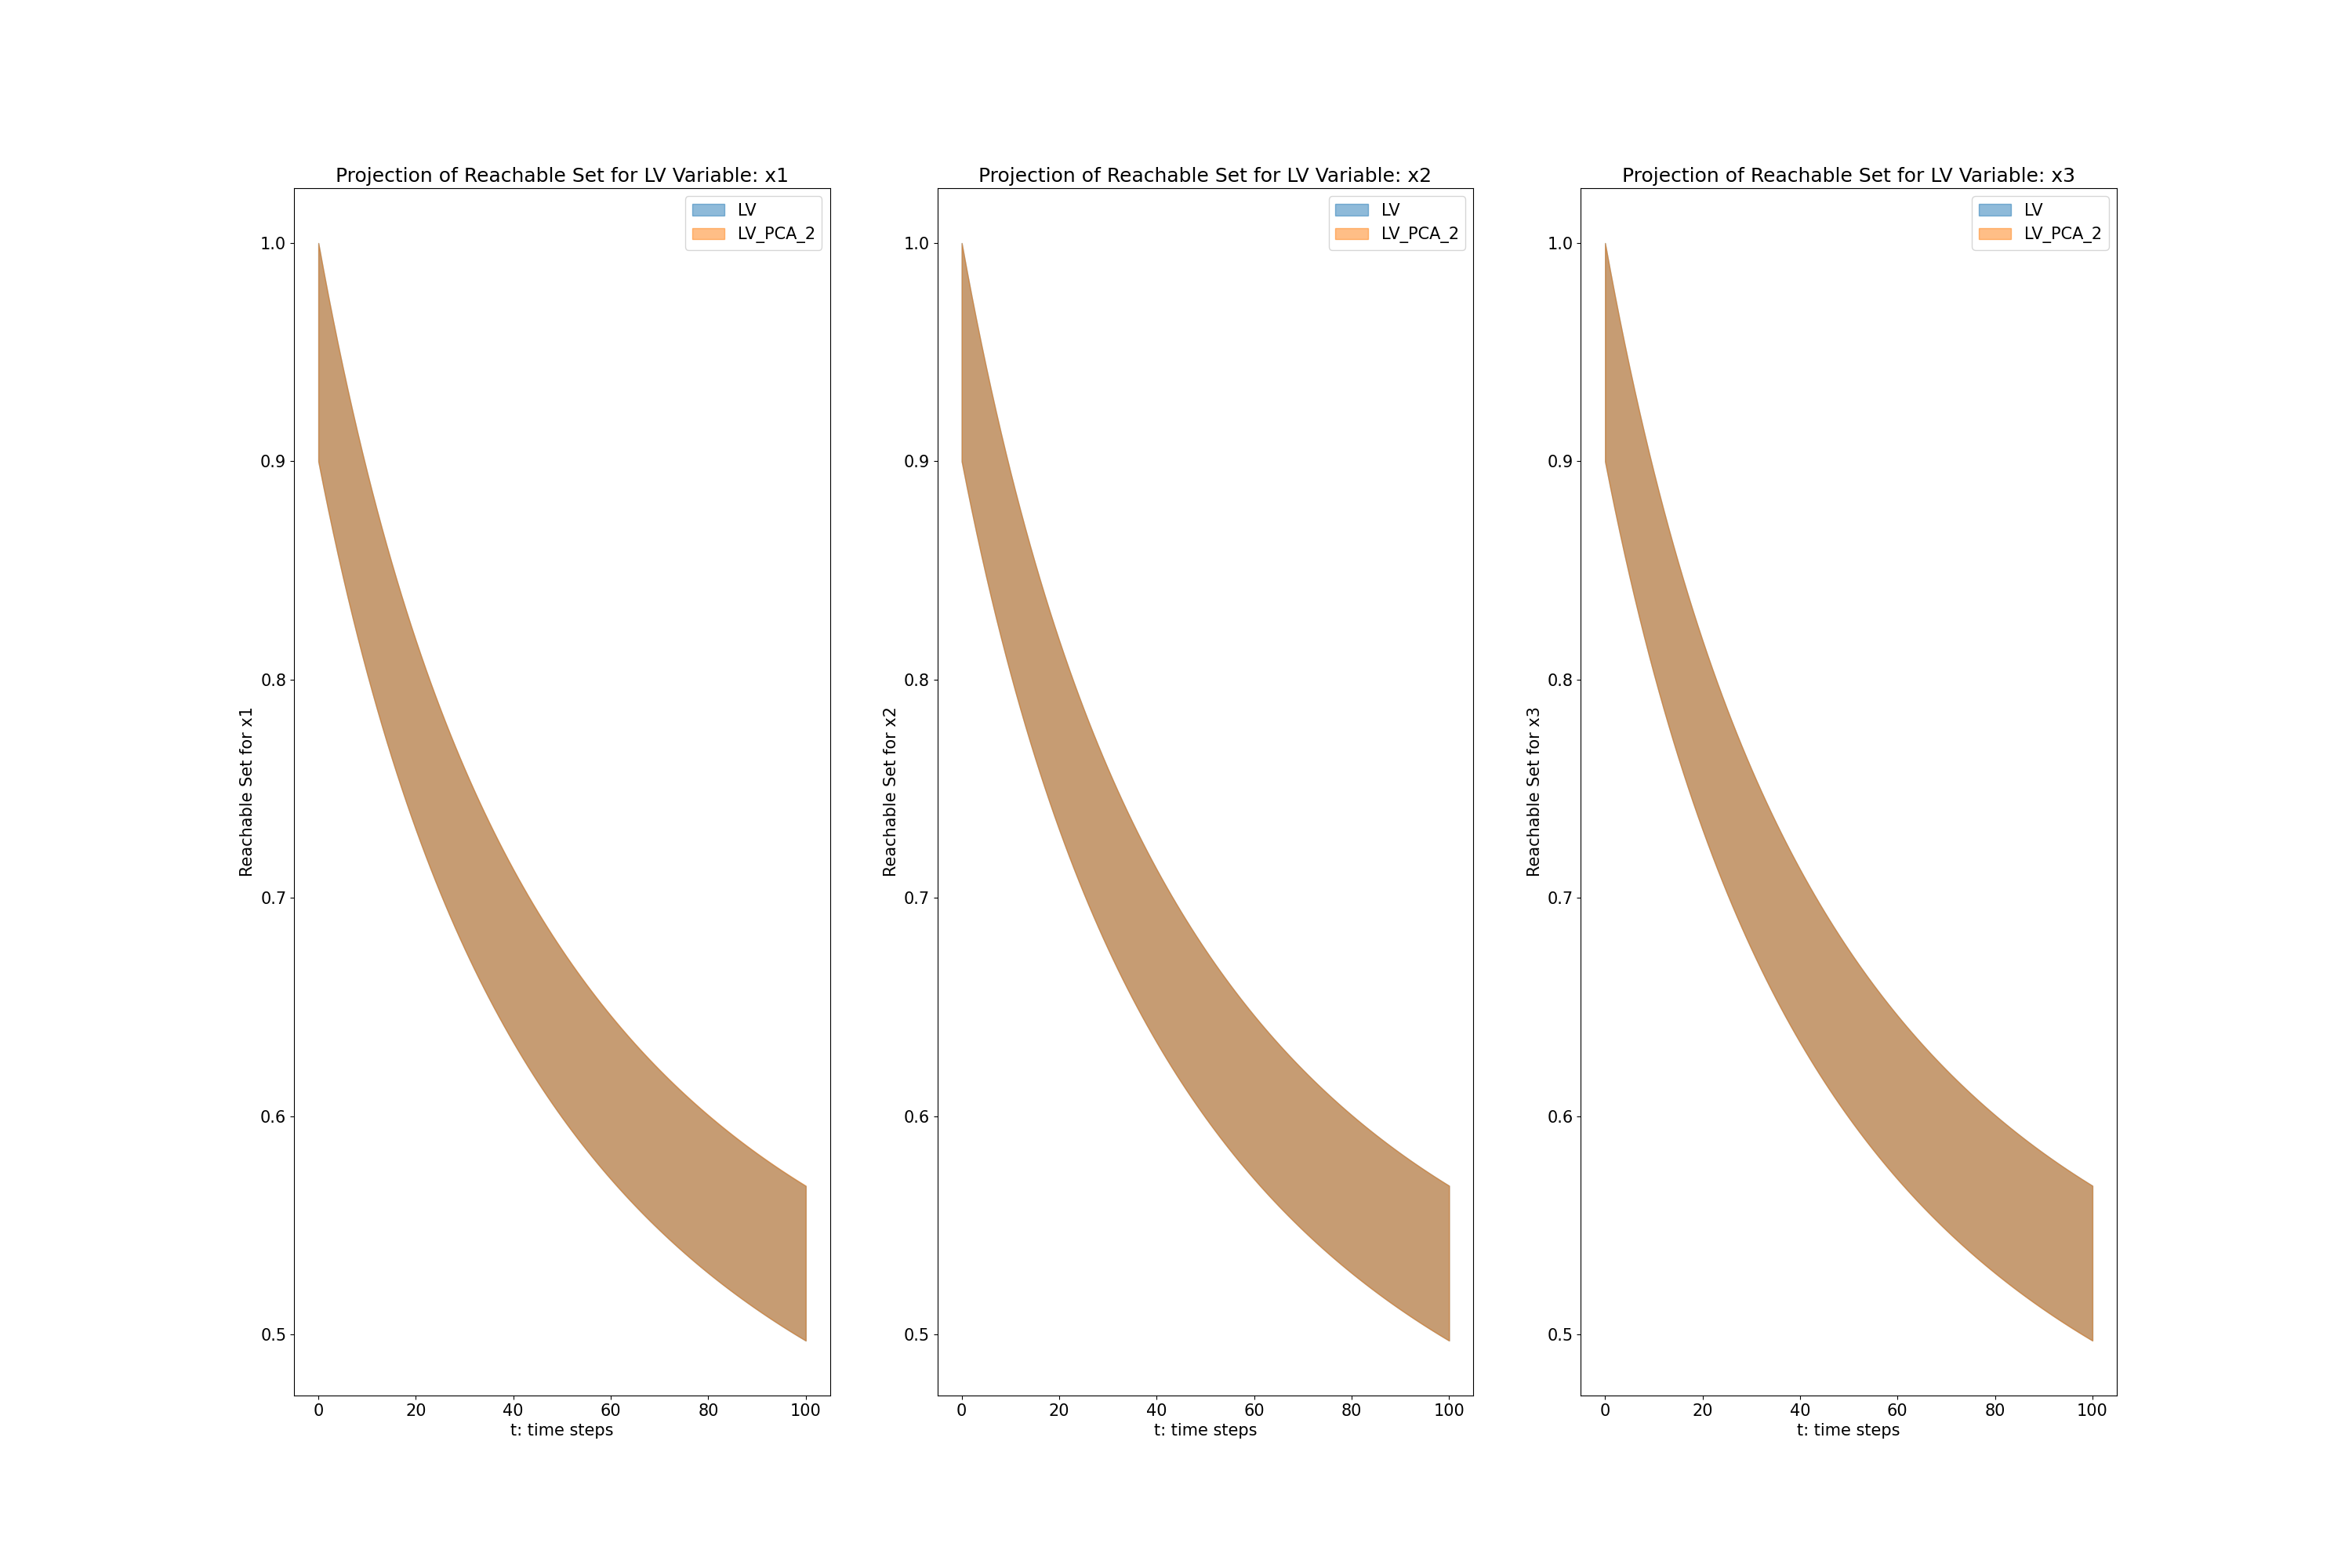 Projection of Reachable Set for LV Variable: x1
LV
LV_PCA_2
1.0
0.9
0.8
0.7
0.6
0.5
Reachable Set for x1
0 20 40 60 80 100
t: time steps
Projection of Reachable Set for LV Variable: x2
LV
LV_PCA_2
1.0
0.9
0.8
0.7
0.6
0.5
Reachable Set for x2
0 20 40 60 80 100
t: time steps
Projection of Reachable Set for LV Variable: x3
LV
LV_PCA_2
1.0
0.9
0.8
0.7
0.6
0.5
Reachable Set for x3
0 20 40 60 80 100
t: time steps